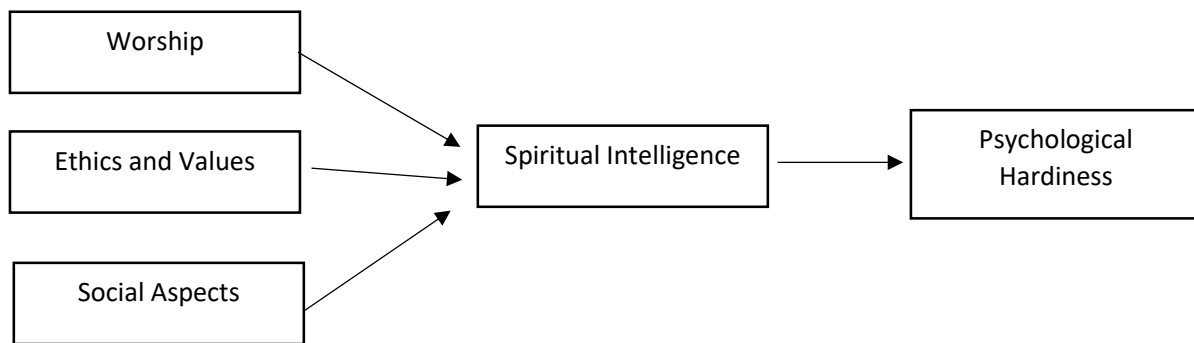 Worship
Ethics and Values
Social Aspects
Spiritual Intelligence
Psychological
Hardiness